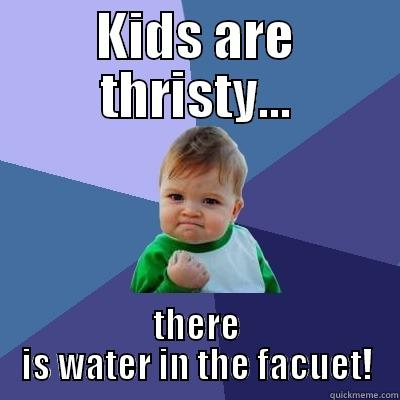 Kids are
thristy...
there
is water in the facuet!
quickmeme.com